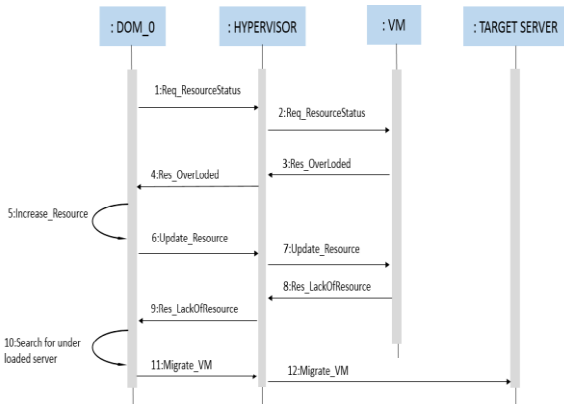 : DOM_0
: HYPERVISOR
: VM
: TARGET SERVER
1:Req_ResourceStatus
2:Req_ResourceStatus
3:Res_OverLoded
4:Res_OverLoded
5:Increase_Resource
6:Update_Resource
7:Update_Resource
8:Res_LackOfResource
9:Res_LackOfResource
10:Search for under
loaded server
11:Migrate_VM
12:Migrate_VM